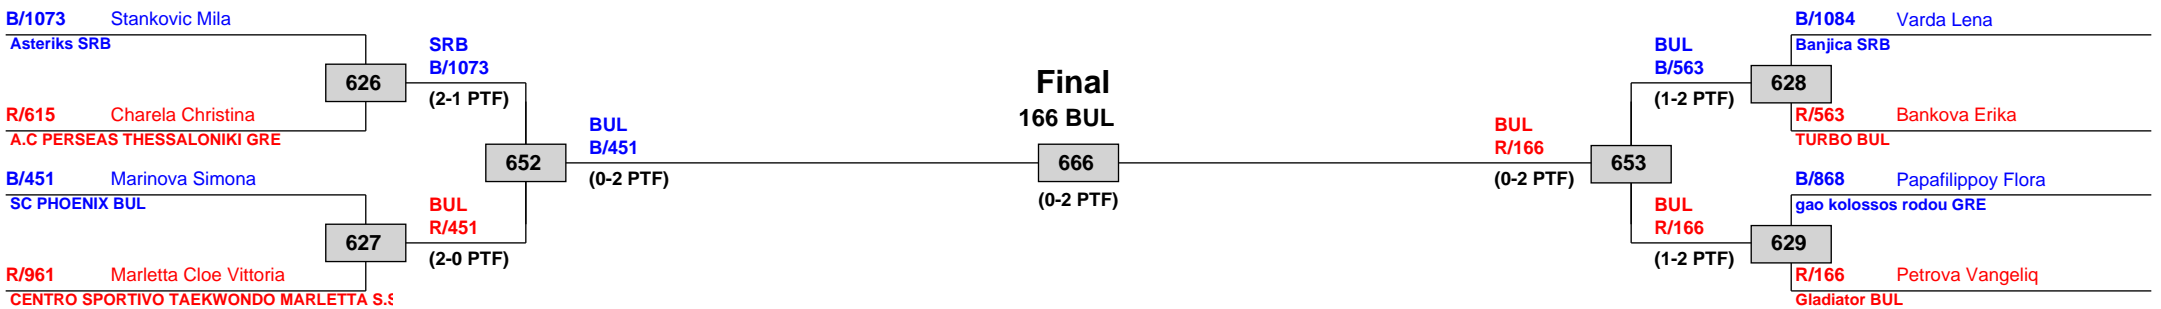 B/1073 Stankovic Mila
Asteriks SRB
626
R/615 Charela Christina
A.C PERSEAS THESSALONIKI GRE
B/451 Marinova Simona
SC PHOENIX BUL
627
R/961 Marletta Cloe Vittoria
CENTRO SPORTIVO TAEKWONDO MARLETTA S.S
SRB
B/1073
(2-1 PTF)
652
BUL
R/451
(2-0 PTF)
BUL
B/451
(0-2 PTF)
Final
166 BUL
666
(0-2 PTF)
BUL
R/166
(0-2 PTF)
653
BUL
B/563
(1-2 PTF)
BUL
R/166
(1-2 PTF)
B/1084 Varda Lena
Banjica SRB
628
R/563 Bankova Erika
TURBO BUL
B/868 Papafilippoy Flora
gao kolossos rodou GRE
629
R/166 Petrova Vangeliq
Gladiator BUL